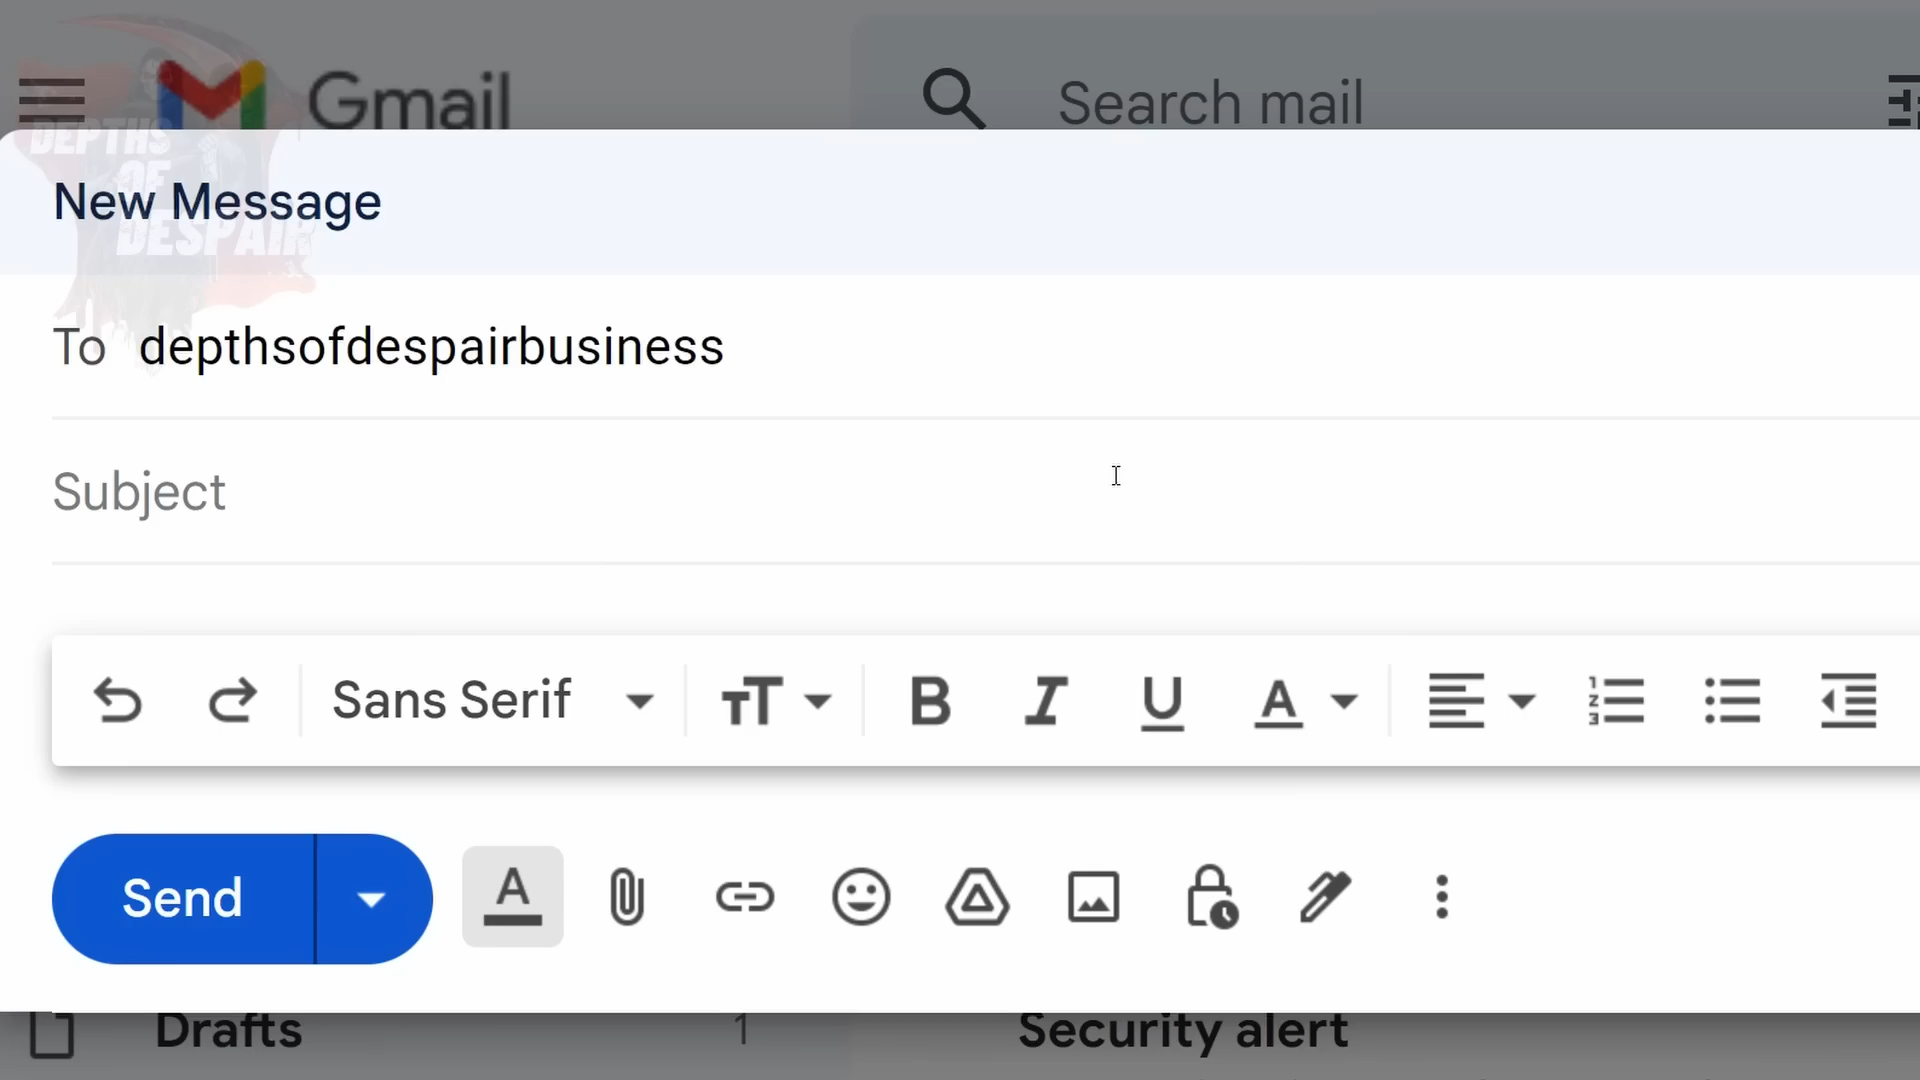 Gmail
Search mail
DEPTHS
OF
DESPAIR
New Message
To depthsofdespairbusiness
Subject
Sans Serif
Send
Drafts 1
Security alert